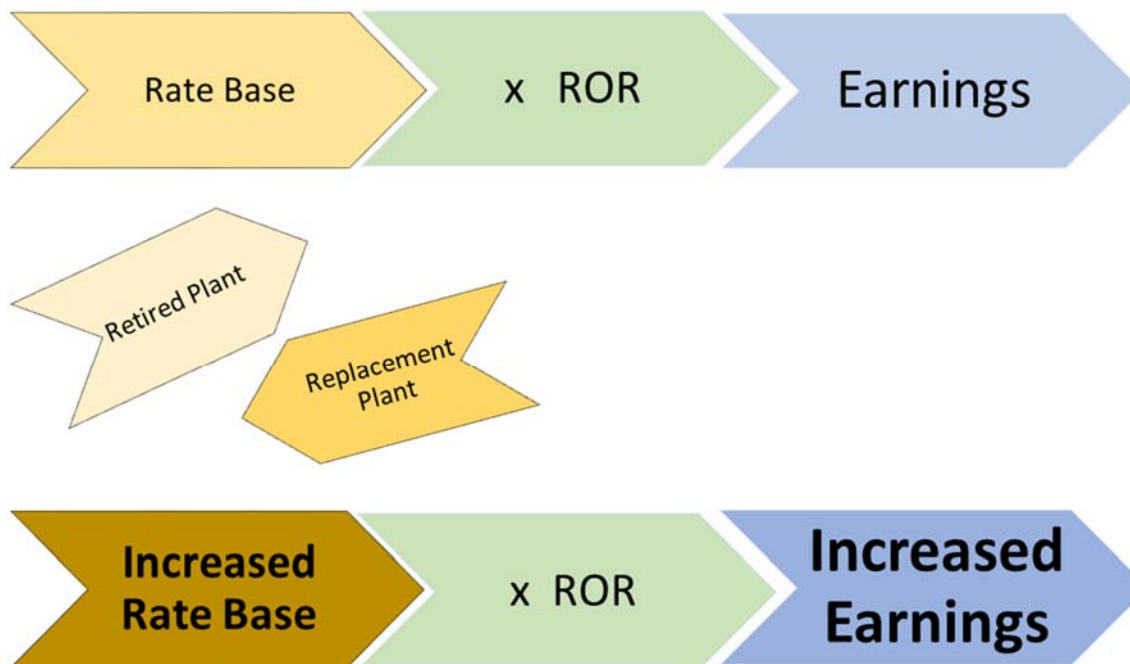 Rate Base
x ROR
Earnings
Retired Plant
Replacement
Plant
Increased
Rate Base
x ROR
Increased
Earnings